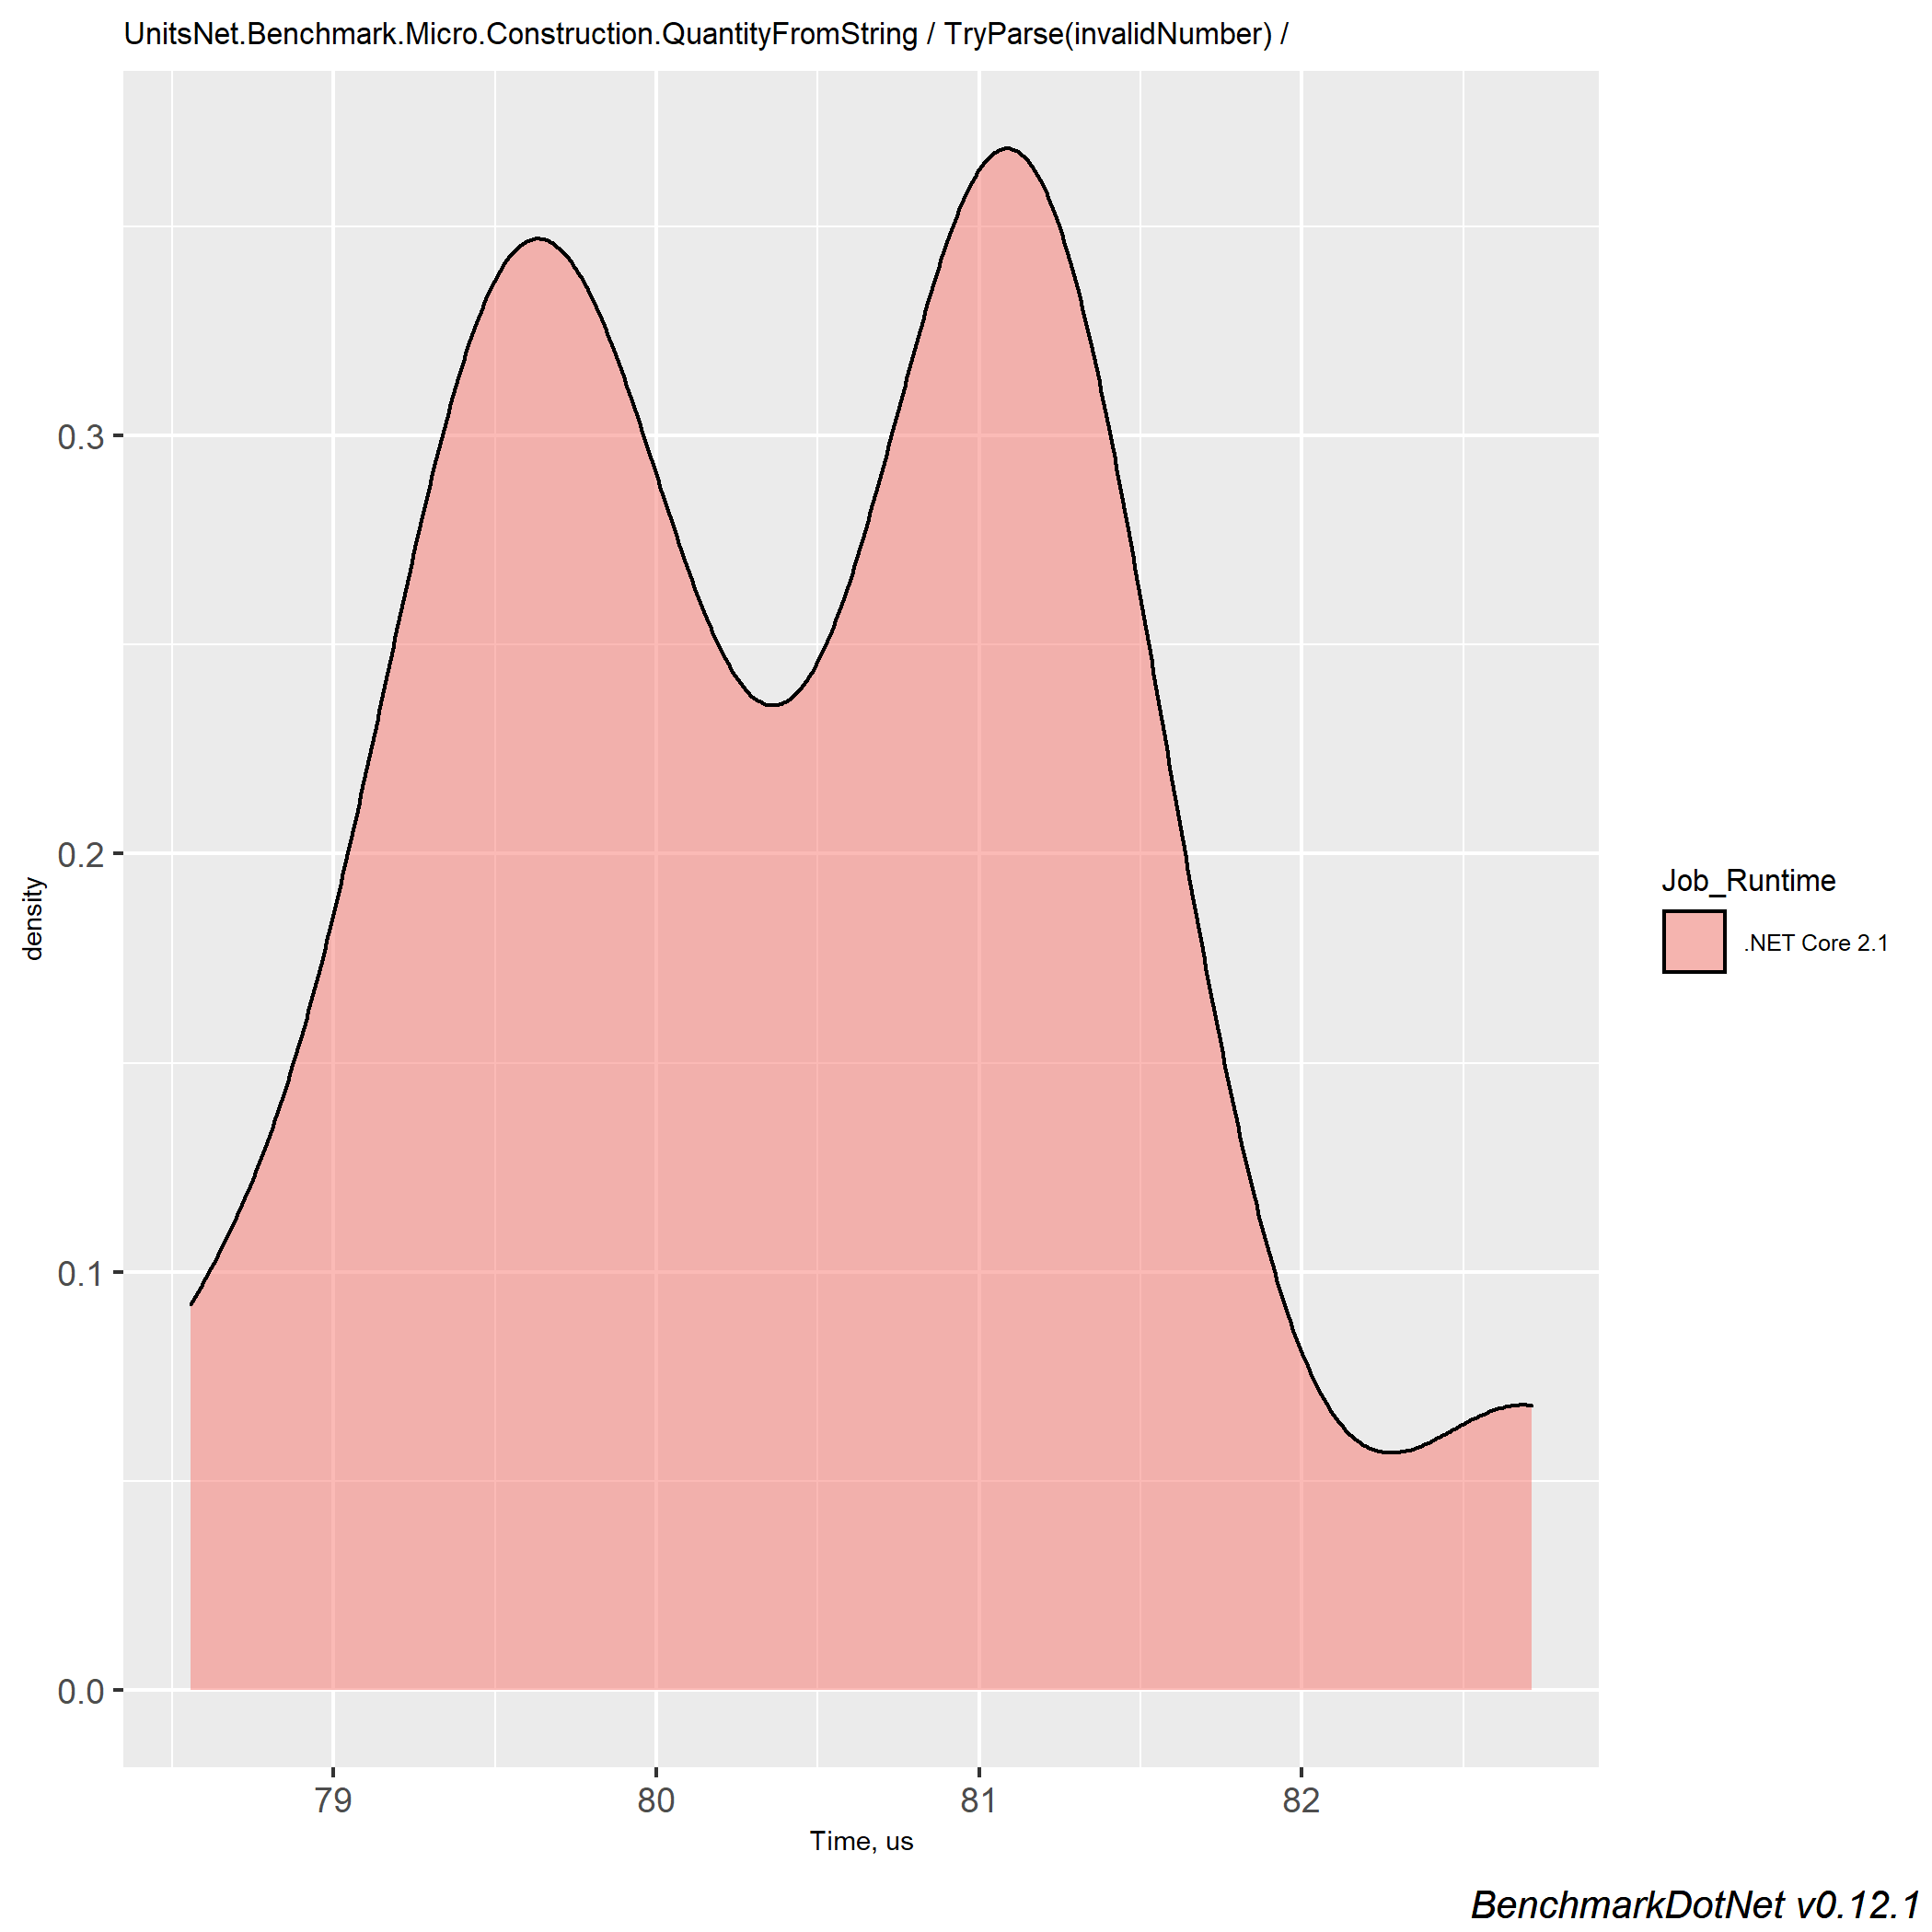 UnitsNet.Benchmark.Micro.Construction.QuantityFromString / TryParse(invalidNumber) /
0.3
0.2
0.1
0.0
density
79 80 81 82
Time, us
Job_Runtime
.NET Core 2.1
BenchmarkDotNet v0.12.1